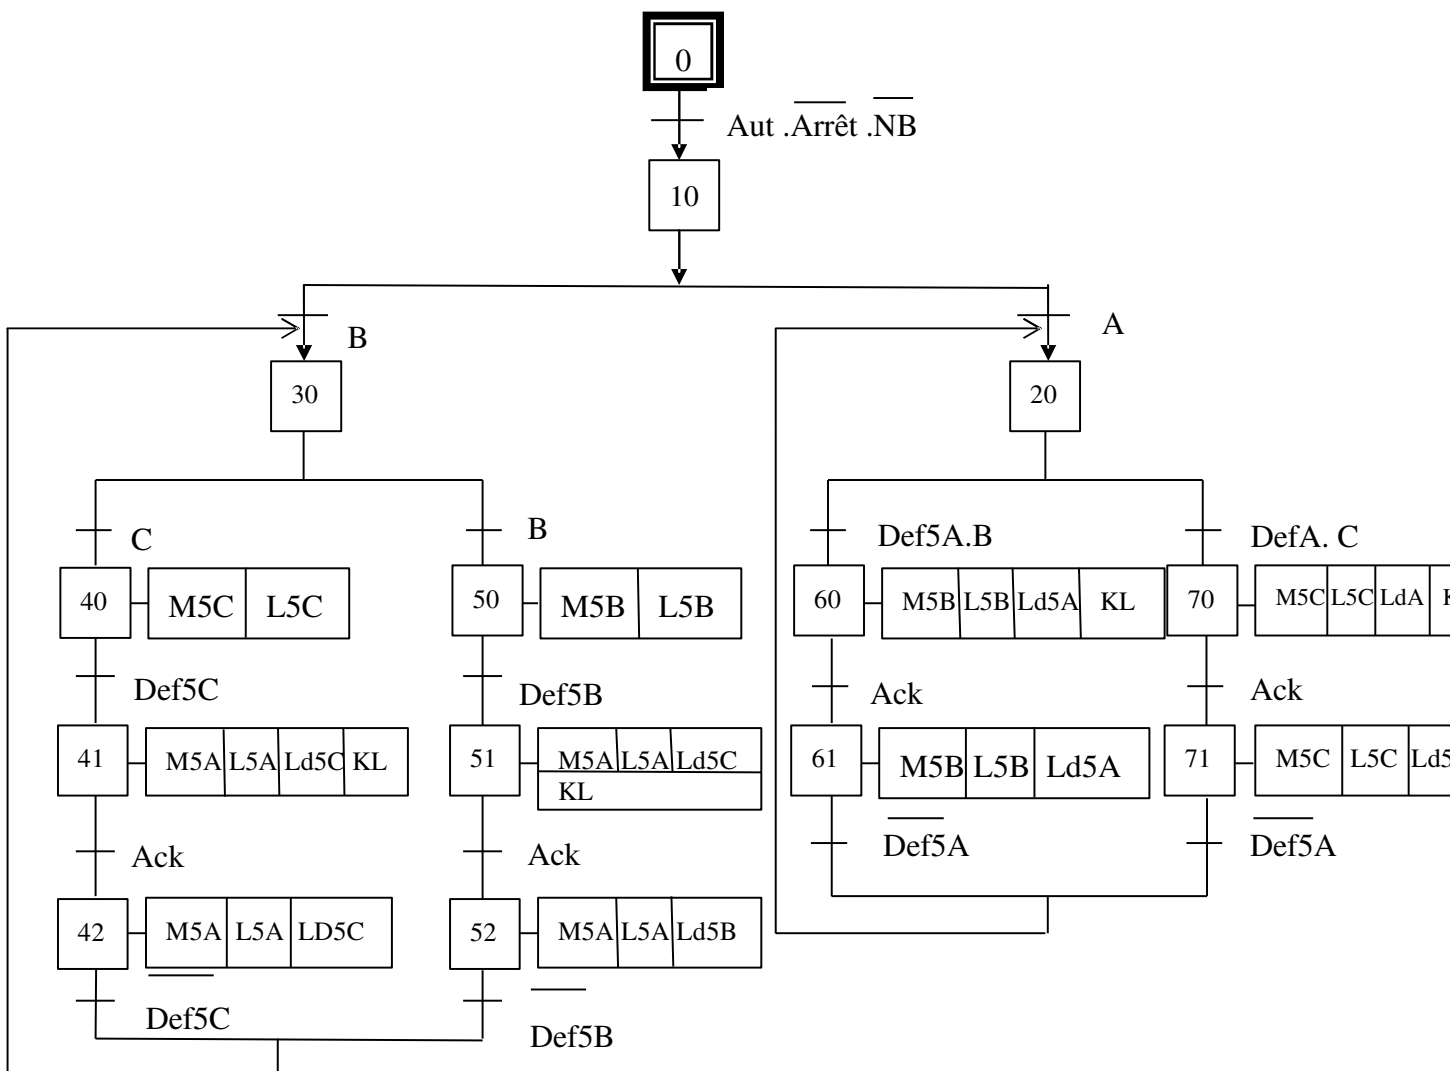 0
Aut .Arrêt .NB
10
B
A
30
20
C
B
Def5A.B
DefA. C
40 M5C L5C
50 M5B L5B
60 M5B L5B Ld5A KL
70 M5C L5C LdA
Def5C
Def5B
Ack
Ack
41 M5A L5A Ld5C KL
51 M5A L5A Ld5C
KL
61 M5B L5B Ld5A
71 M5C L5C Ld5
Def5A
Def5A
Ack
Ack
42 M5A L5A LD5C
52 M5A L5A Ld5B
Def5C
Def5B